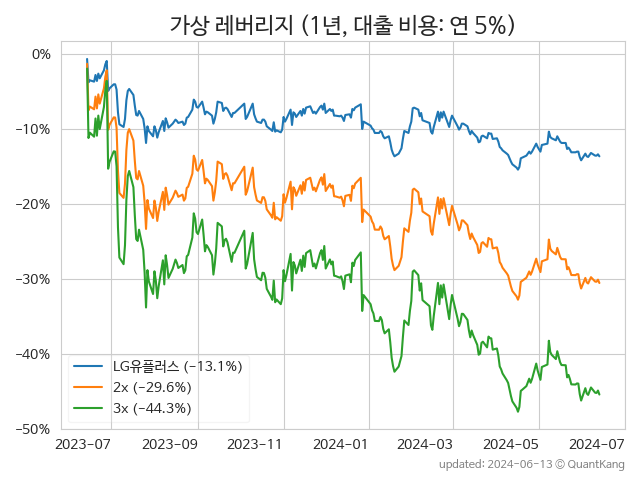 가상 레버리지 (1년, 대출 비용: 연 5%)
0%
−10%
−20%
−30%
−40%
−50%
LG유플러스 (−13.1%)
2x (−29.6%)
3x (−44.3%)
2023-07 2023-09 2023-11 2024-01 2024-03 2024-05 2024-07
updated: 2024-06-13 © QuantKang